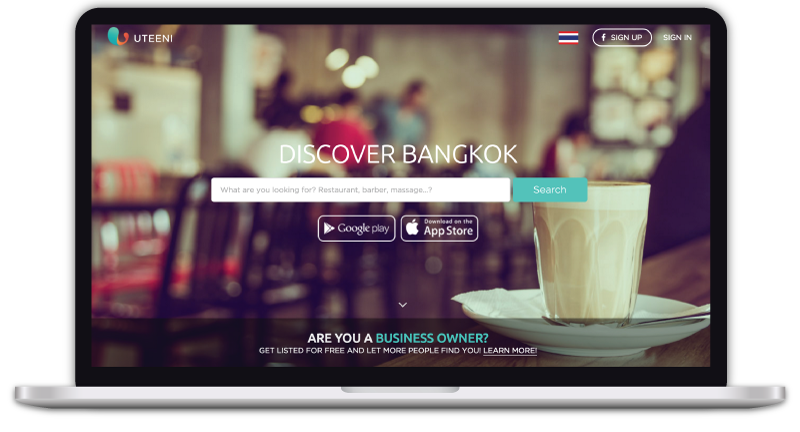 UTEENI
SIGN UP
SIGN IN
DISCOVER BANGKOK
What are you looking for? Restaurant, barber, massage...?
Search
Google play
Download on the
App Store
ARE YOU A BUSINESS OWNER?
GET LISTED FOR FREE AND LET MORE PEOPLE FIND YOU! LEARN MORE!